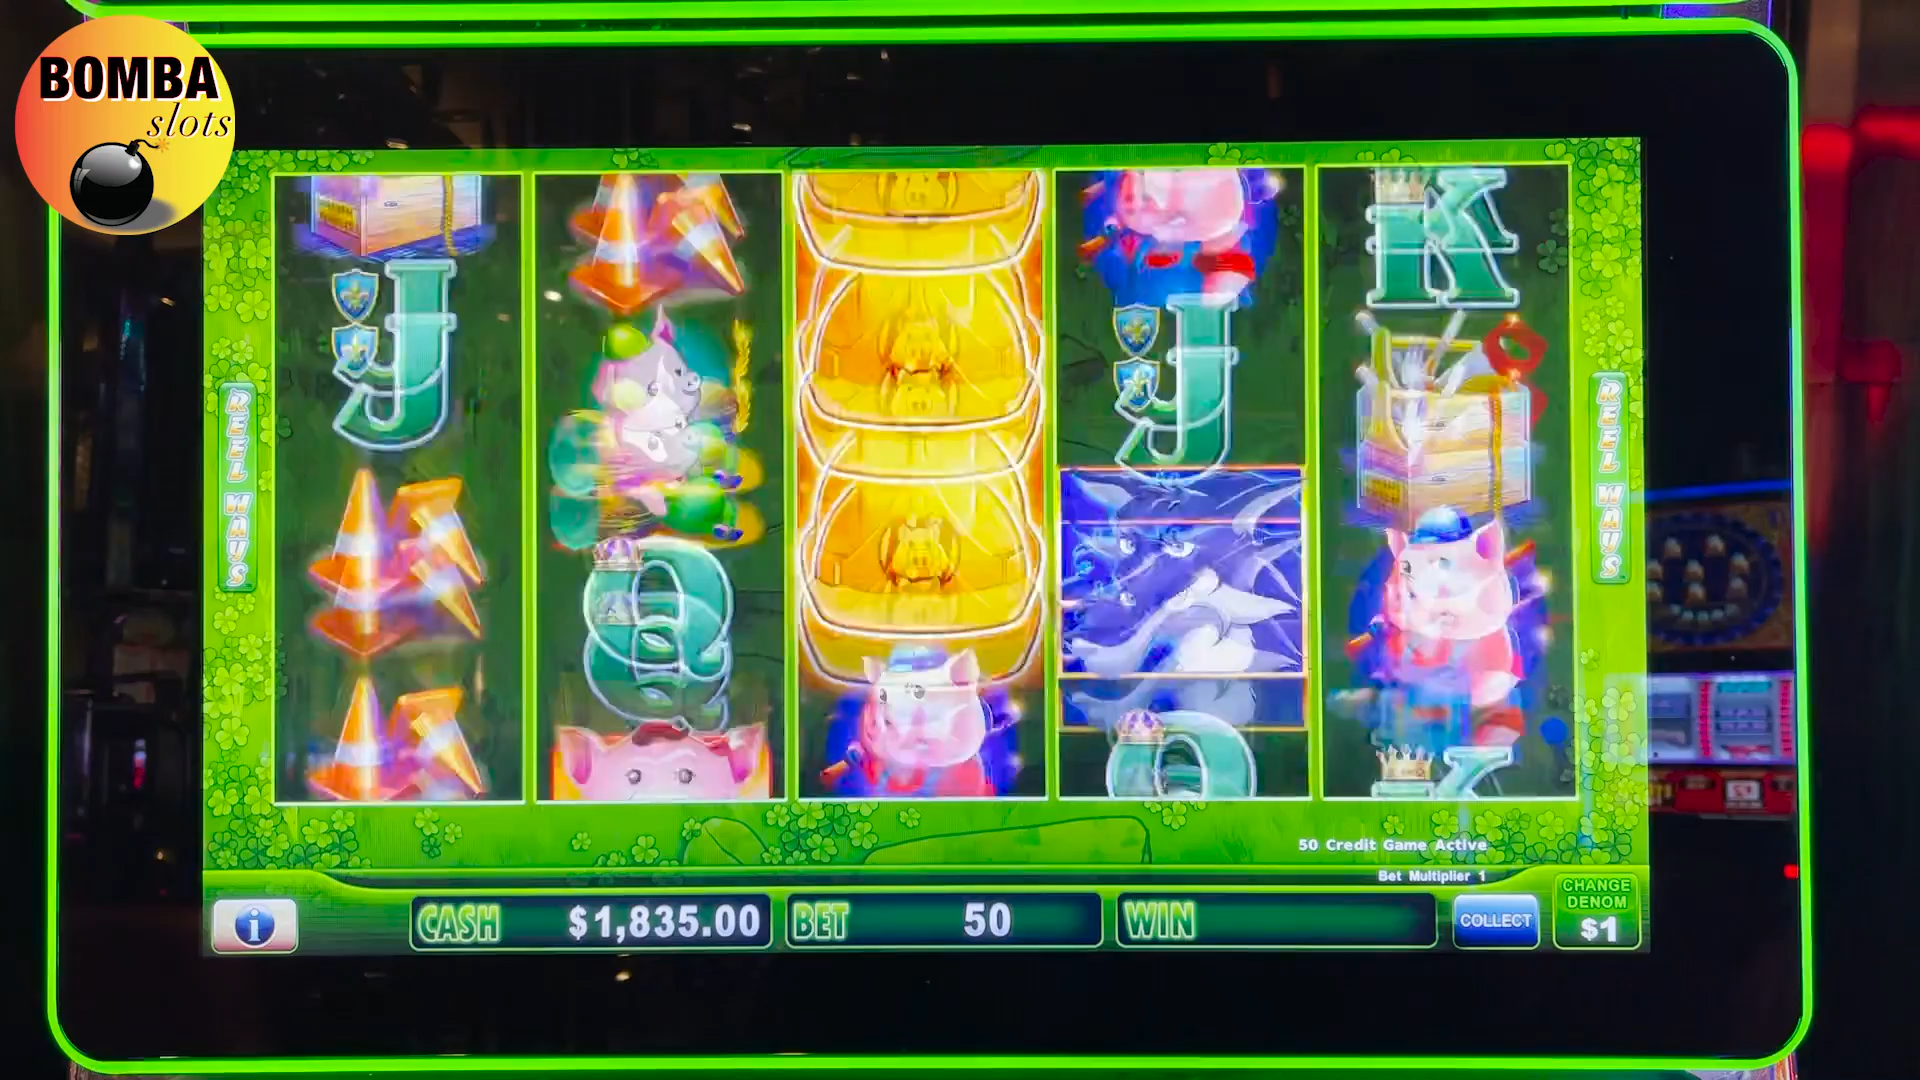 BOMBA
slots
K
J
J
REEL WAYS
REEL WAYS
Q
Q
K
50 Credit Game Active
Bet Multiplier 1
CASH $1,835.00
BET 50
WIN
COLLECT
CHANGE
DENOM
$1